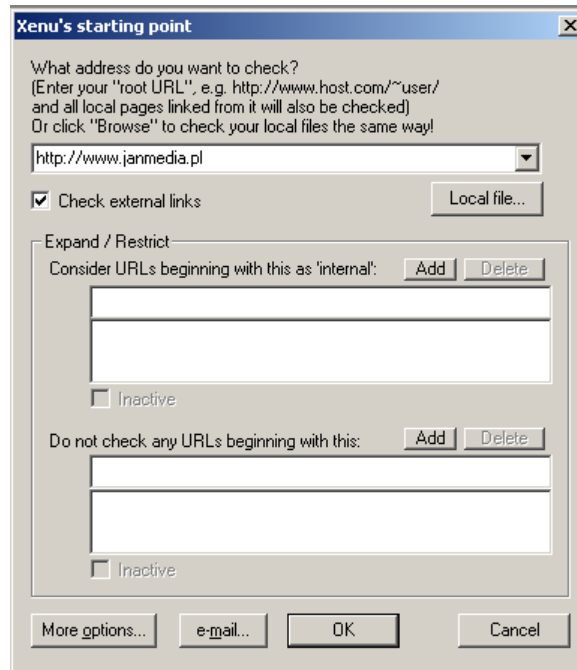 Xenu's starting point
What address do you want to check?
(Enter your "root URL", e.g. http://www.host.com/~user/
and all local pages linked from it will also be checked)
Or click "Browse" to check your local files the same way!
http://www.janmedia.pl
Check external links
Local file...
Expand / Restrict
Consider URLs beginning with this as 'internal':
Add
Delete
Inactive
Do not check any URLs beginning with this:
Add
Delete
Inactive
More options...
e-mail...
OK
Cancel